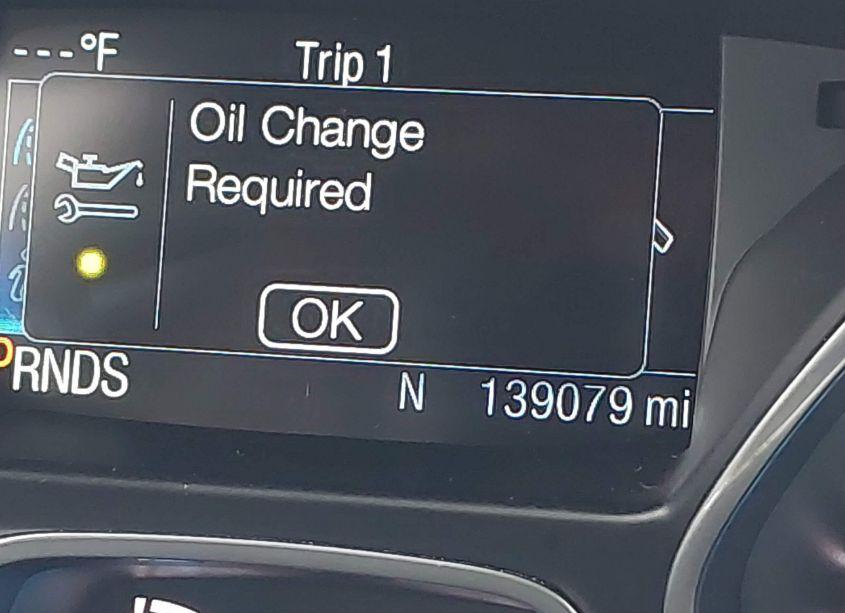 ---°F
Trip 1
Oil Change
Required
OK
PRNDS
N
139079 mi